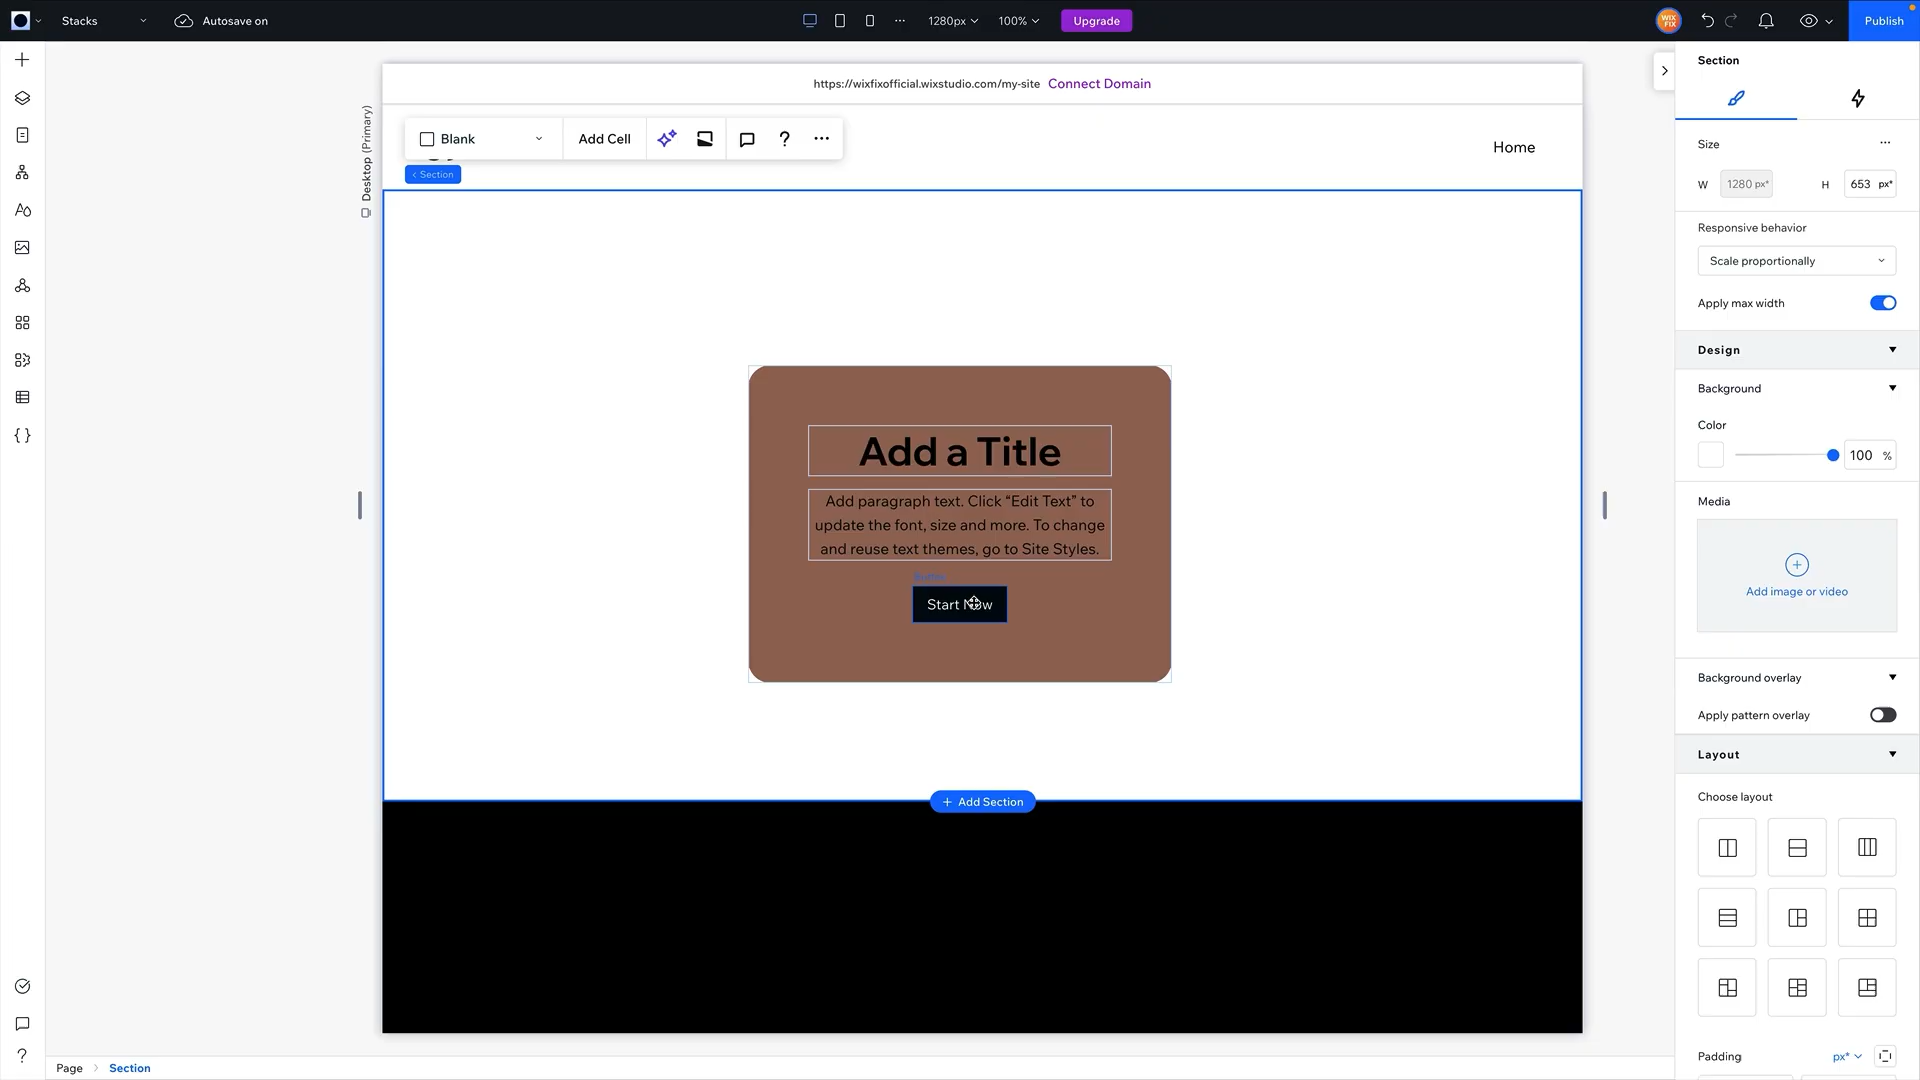 Stacks
Autosave on
1280px
100%
Upgrade
WIX
FIX
Publish
https://wixfixofficial.wixstudio.com/my-site Connect Domain
Desktop (Primary)
Blank
Add Cell
?
< Section
Home
Add a Title
Add paragraph text. Click “Edit Text” to
update the font, size and more. To change
and reuse text themes, go to Site Styles.
Button
Start Now
+ Add Section
Section
Size
W 1280 px*
H 653 px*
Responsive behavior
Scale proportionally
Apply max width
Design
Background
Color
100 %
Media
Add image or video
Background overlay
Apply pattern overlay
Layout
Choose layout
Padding
px*
?
Page > Section